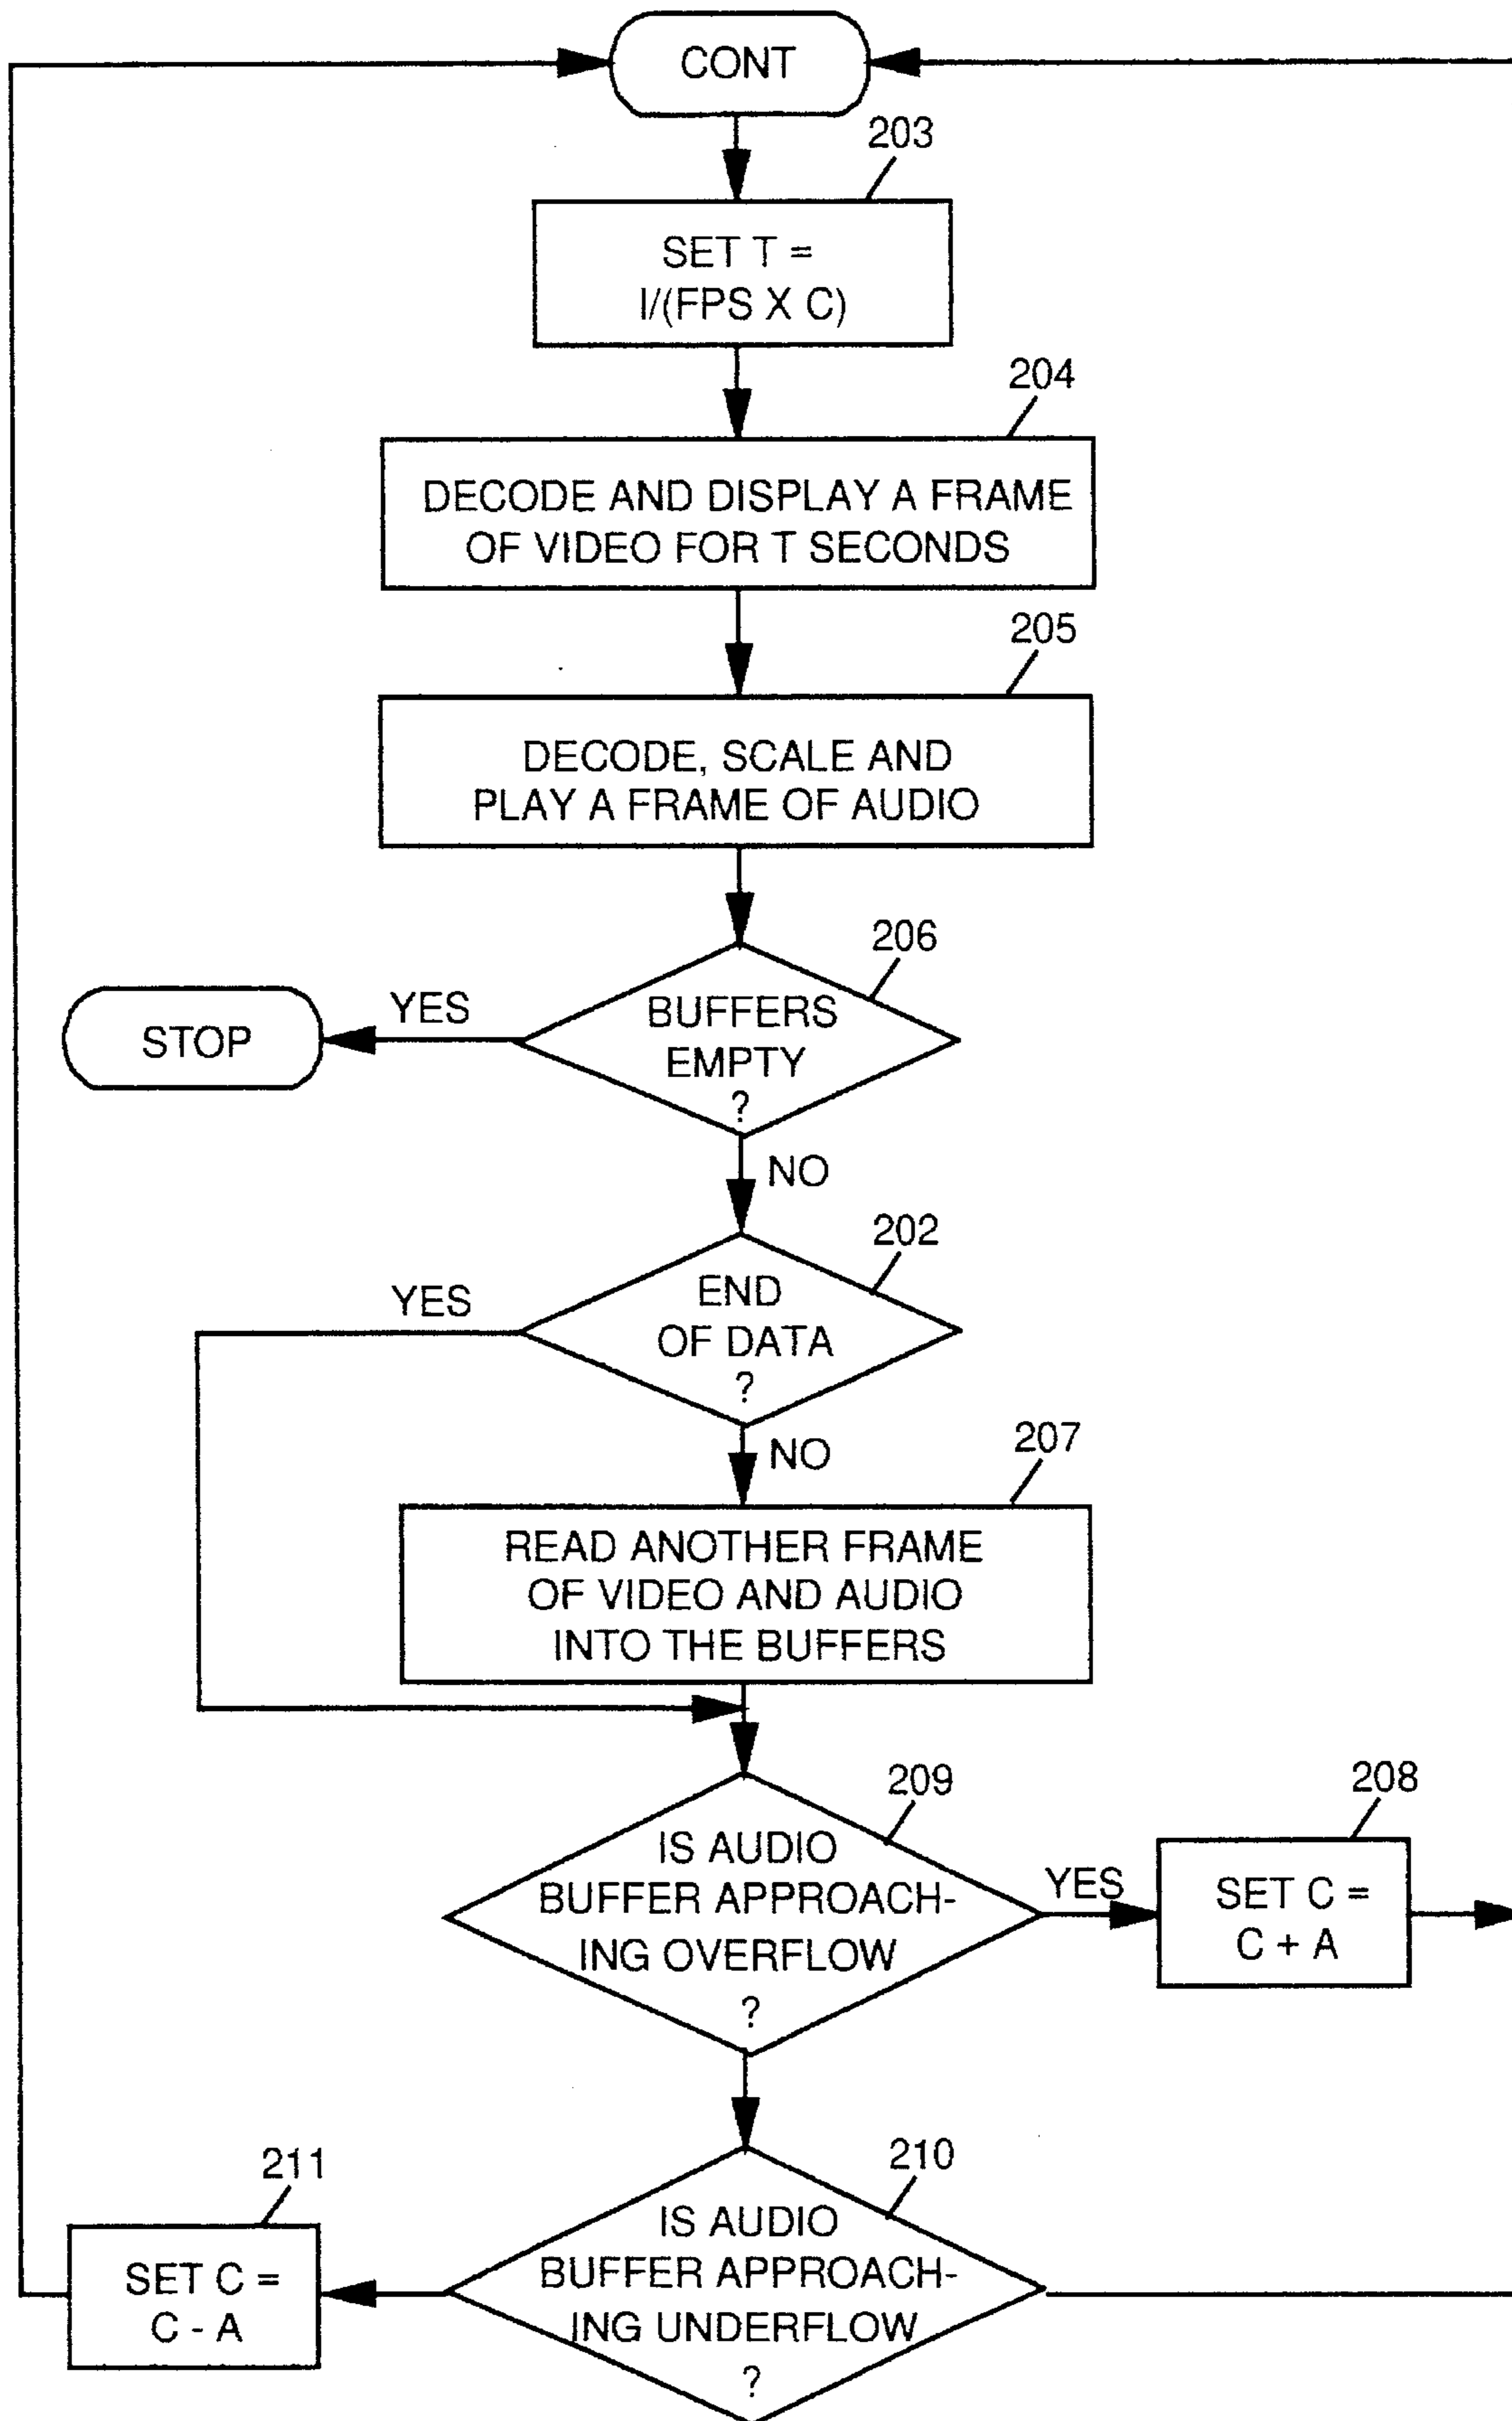 CONT
203
SET T =
I/(FPS X C)
204
DECODE AND DISPLAY A FRAME
OF VIDEO FOR T SECONDS
205
DECODE, SCALE AND
PLAY A FRAME OF AUDIO
206
BUFFERS
EMPTY
?
YES
STOP
NO
202
END
OF DATA
?
YES
NO
207
READ ANOTHER FRAME
OF VIDEO AND AUDIO
INTO THE BUFFERS
209
IS AUDIO
BUFFER APPROACH-
ING OVERFLOW
?
YES
208
SET C =
C + A
210
IS AUDIO
BUFFER APPROACH-
ING UNDERFLOW
?
211
SET C =
C - A